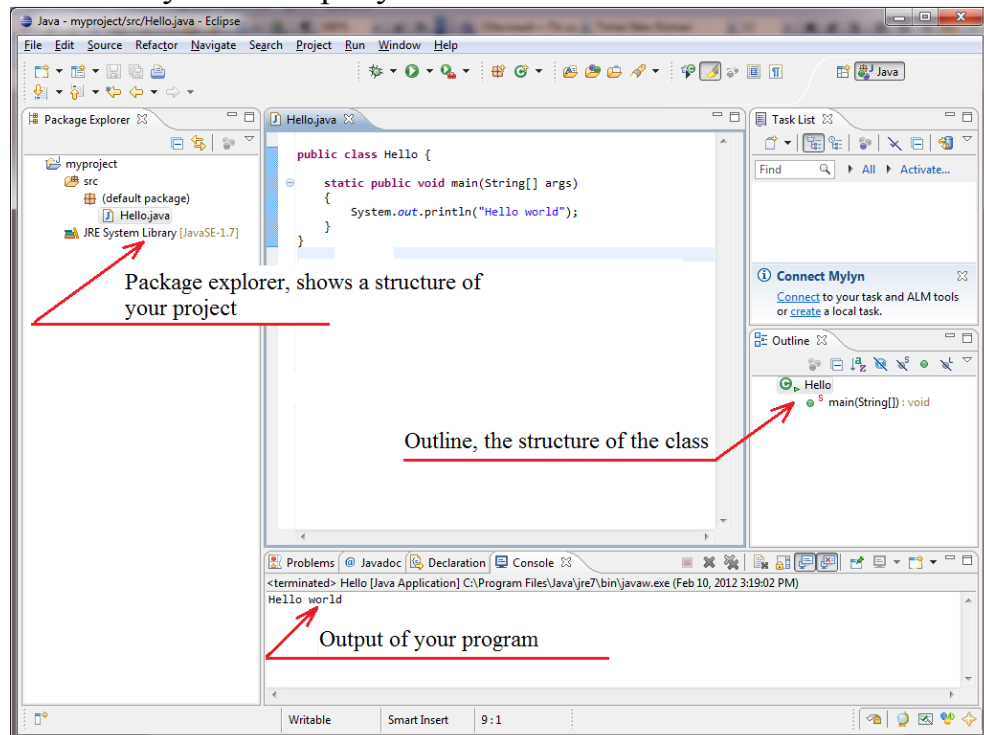 Java - myproject/src/Hello.java - Eclipse
File Edit Source Refactor Navigate Search Project Run Window Help
Java
Package Explorer
myproject
src
(default package)
Hello.java
JRE System Library [JavaSE-1.7]
Package explorer, shows a structure of
your project
Hello.java
public class Hello {
static public void main(String[] args)
{
System.out.println("Hello world");
}
}
Task List
Find All Activate...
Connect Mylyn
Connect to your task and ALM tools
or create a local task.
Outline
Hello
main(String[]) : void
Outline, the structure of the class
Problems @ Javadoc Declaration Console
<terminated> Hello [Java Application] C:\Program Files\Java\jre7\bin\javaw.exe (Feb 10, 2012 3:19:02 PM)
Hello world
Output of your program
Writable Smart Insert 9 : 1